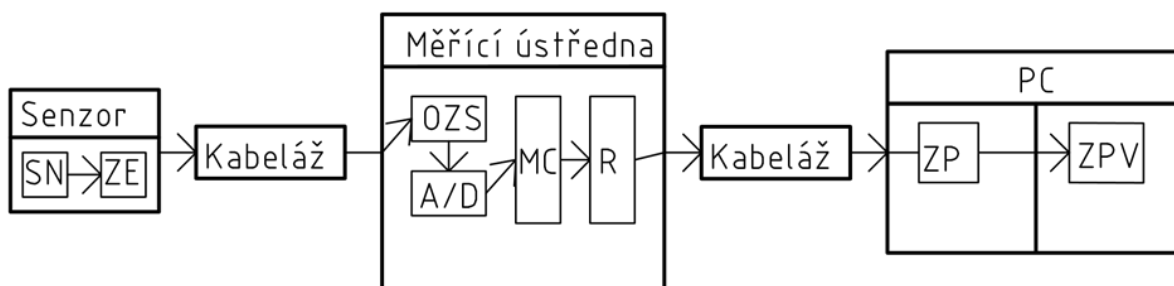 Měřící ústředna
PC
Senzor
OZS
Kabeláž
MC
R
Kabeláž
ZP
ZPV
SN
ZE
A/D